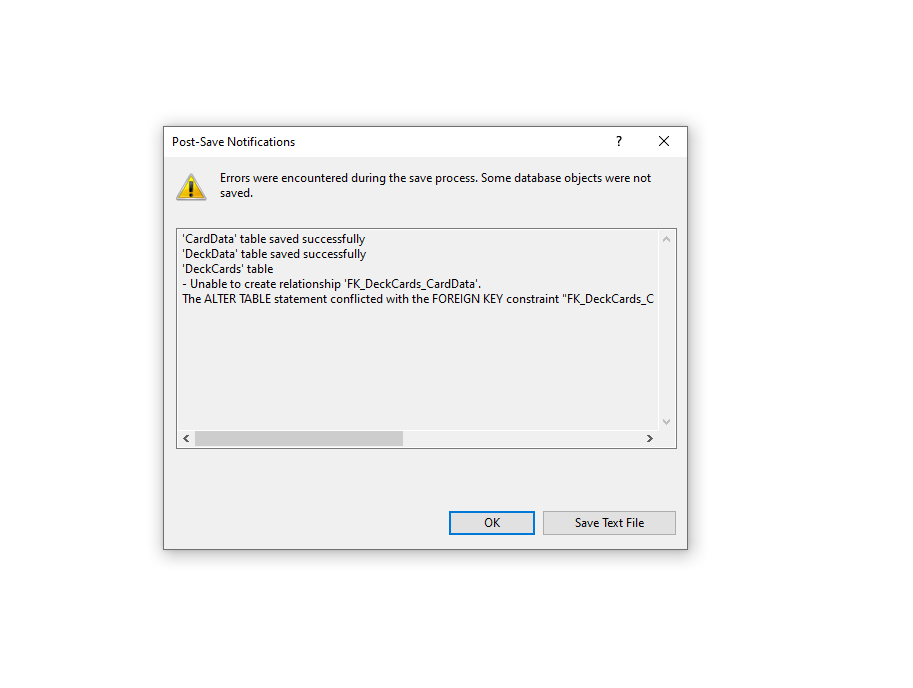 Post-Save Notifications
?
Errors were encountered during the save process. Some database objects were not
saved.
'CardData' table saved successfully
'DeckData' table saved successfully
'DeckCards' table
- Unable to create relationship 'FK_DeckCards_CardData'.
The ALTER TABLE statement conflicted with the FOREIGN KEY constraint "FK_DeckCards_C
OK
Save Text File